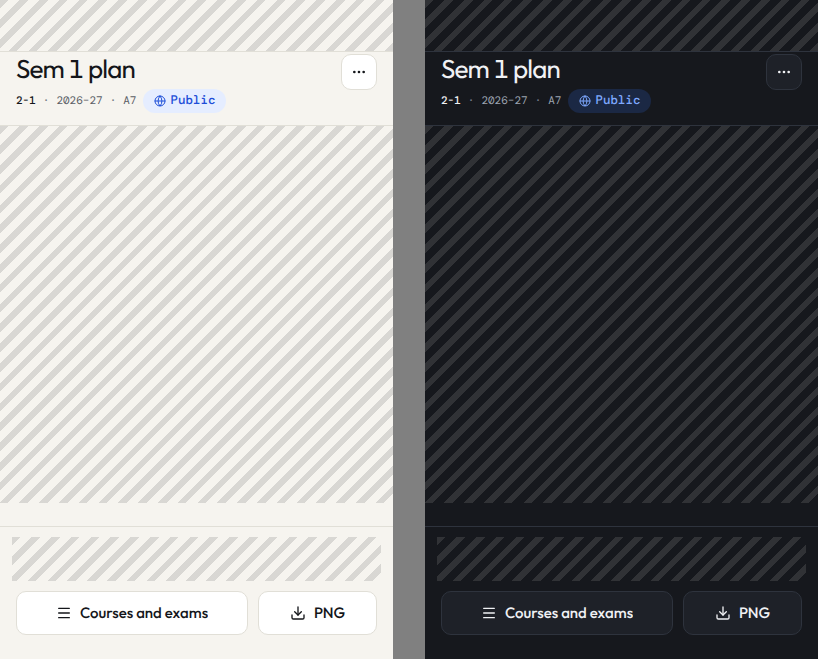 Sem 1 plan
2-1 · 2026-27 · A7 Public
Courses and exams PNG
Sem 1 plan
2-1 · 2026-27 · A7 Public
Courses and exams PNG